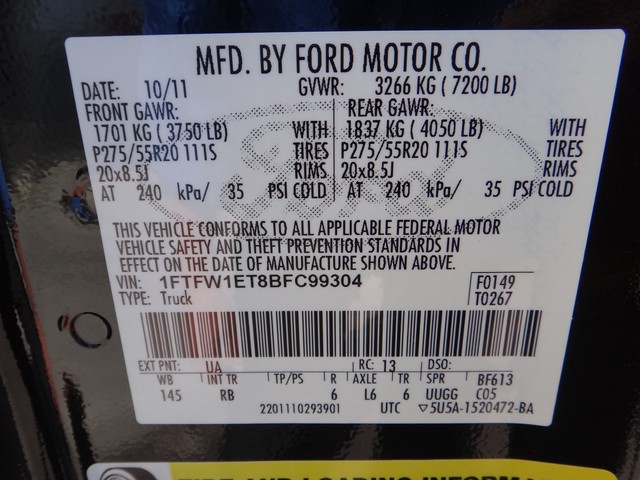 MFD. BY FORD MOTOR CO.
DATE: 10/11 GVWR: 3266 KG ( 7200 LB)
FRONT GAWR: REAR GAWR:
1701 KG ( 3750 LB) WITH 1837 KG ( 4050 LB) WITH
P275/55R20 111S TIRES P275/55R20 111S TIRES
20x8.5J RIMS 20x8.5J RIMS
AT 240 kPa/ 35 PSI COLD AT 240 kPa/ 35 PSI COLD
THIS VEHICLE CONFORMS TO ALL APPLICABLE FEDERAL MOTOR
VEHICLE SAFETY AND THEFT PREVENTION STANDARDS IN
EFFECT ON THE DATE OF MANUFACTURE SHOWN ABOVE.
VIN: 1FTFW1ET8BFC99304 F0149
TYPE: Truck T0267
EXT PNT: UA RC: 13 DSO:
WB INT TR TP/PS R AXLE TR SPR BF613
145 RB 6 L6 6 UUGG C05
2201110293901 UTC ▽5U5A-1520472-BA
TIRE AND LOADING INFORMA